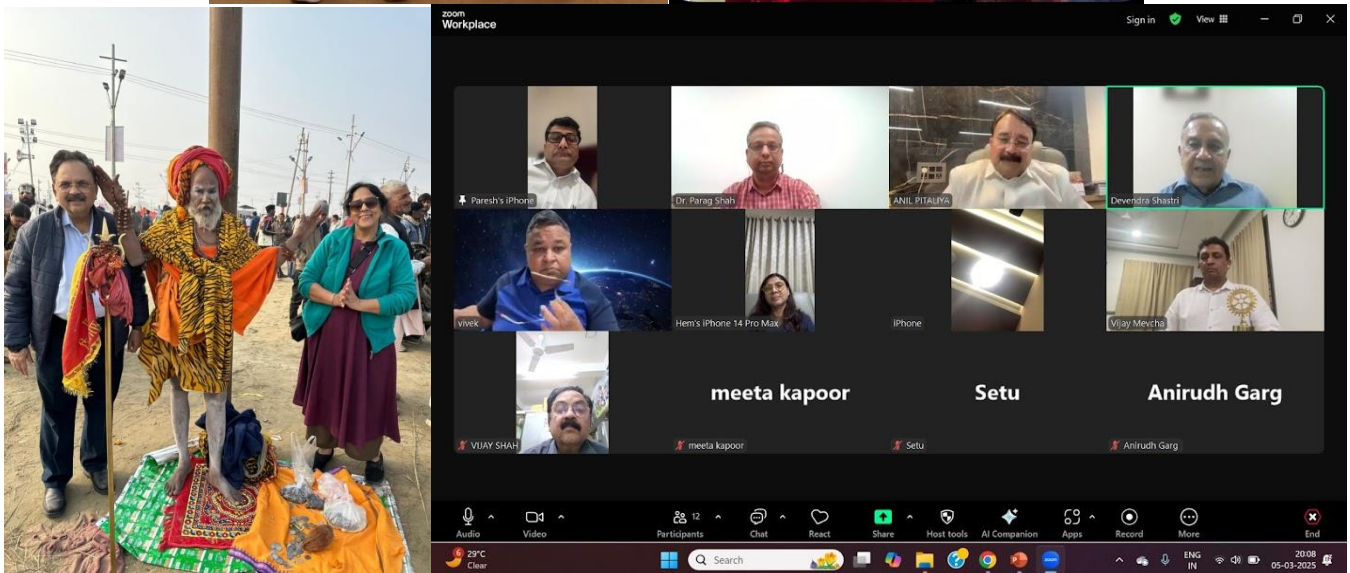 zoom
Workplace
Sign in
View
Paresh's iPhone
Dr. Parag Shah
ANIL PITALIYA
Devendra Shastri
vivek
Hem's iPhone 14 Pro Max
iPhone
Vijay Mevcha
VIJAY SHAH
meeta kapoor
meeta kapoor
Setu
Setu
Anirudh Garg
Anirudh Garg
Audio
Video
12
Participants
Chat
React
Share
Host tools
AI Companion
Apps
Record
More
End
6
29°C
Clear
Search
zoom
ENG
IN
20:08
05-03-2025